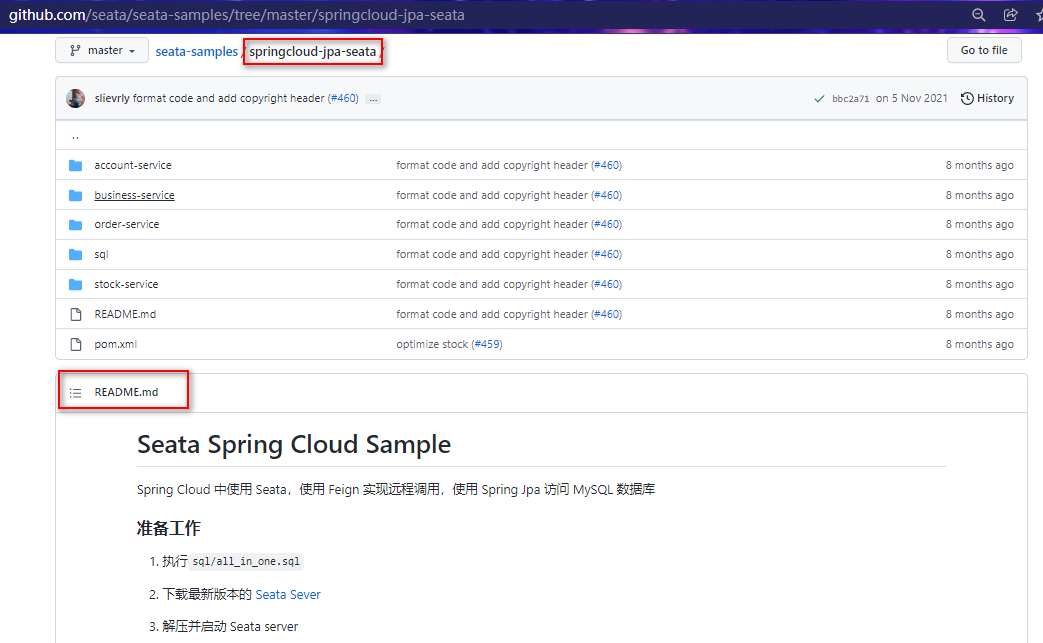 github.com/seata/seata-samples/tree/master/springcloud-jpa-seata
master seata-samples / springcloud-jpa-seata / Go to file
slievrly format code and add copyright header (#460) ... bbc2a71 on 5 Nov 2021 History
..
account-service format code and add copyright header (#460) 8 months ago
business-service format code and add copyright header (#460) 8 months ago
order-service format code and add copyright header (#460) 8 months ago
sql format code and add copyright header (#460) 8 months ago
stock-service format code and add copyright header (#460) 8 months ago
README.md format code and add copyright header (#460) 8 months ago
pom.xml optimize stock (#459) 8 months ago
README.md
Seata Spring Cloud Sample
Spring Cloud 中使用 Seata，使用 Feign 实现远程调用，使用 Spring Jpa 访问 MySQL 数据库
准备工作
1. 执行 sql/all_in_one.sql
2. 下载最新版本的 Seata Sever
3. 解压并启动 Seata server